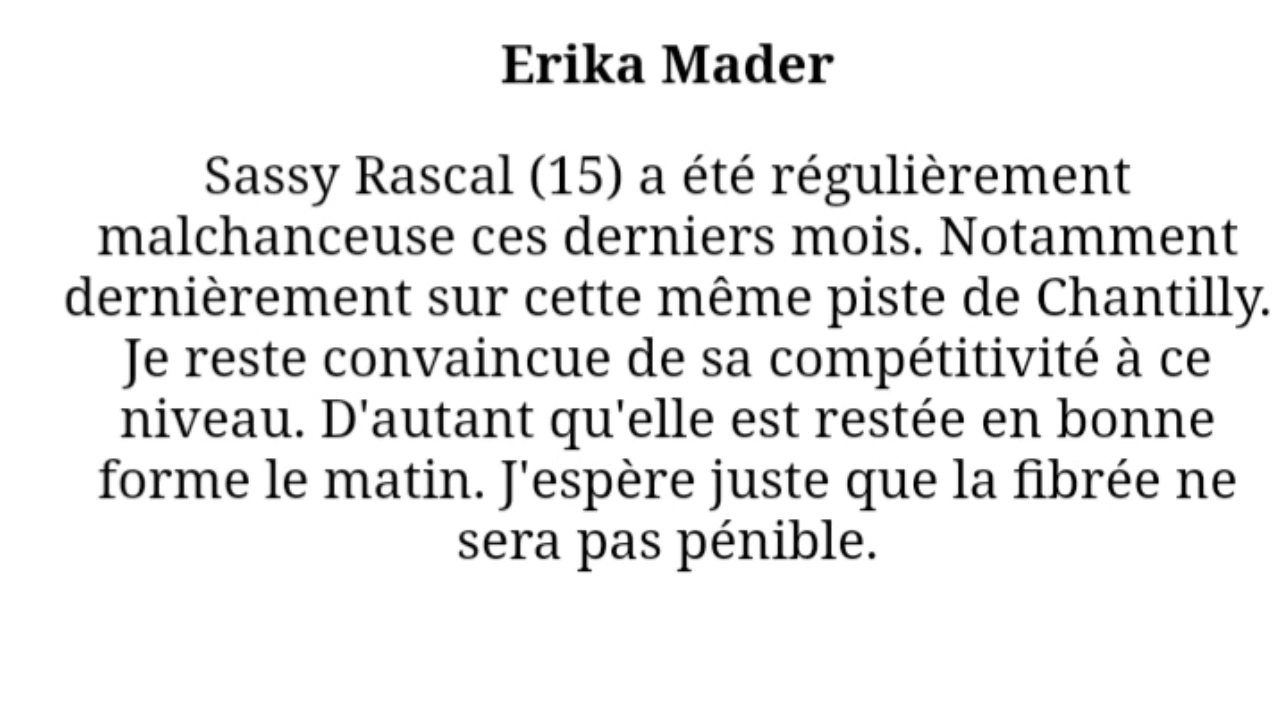 Erika Mader
Sassy Rascal (15) a été régulièrement
malchanceuse ces derniers mois. Notamment
dernièrement sur cette même piste de Chantilly.
Je reste convaincue de sa compétitivité à ce
niveau. D'autant qu'elle est restée en bonne
forme le matin. J'espère juste que la fibrée ne
sera pas pénible.